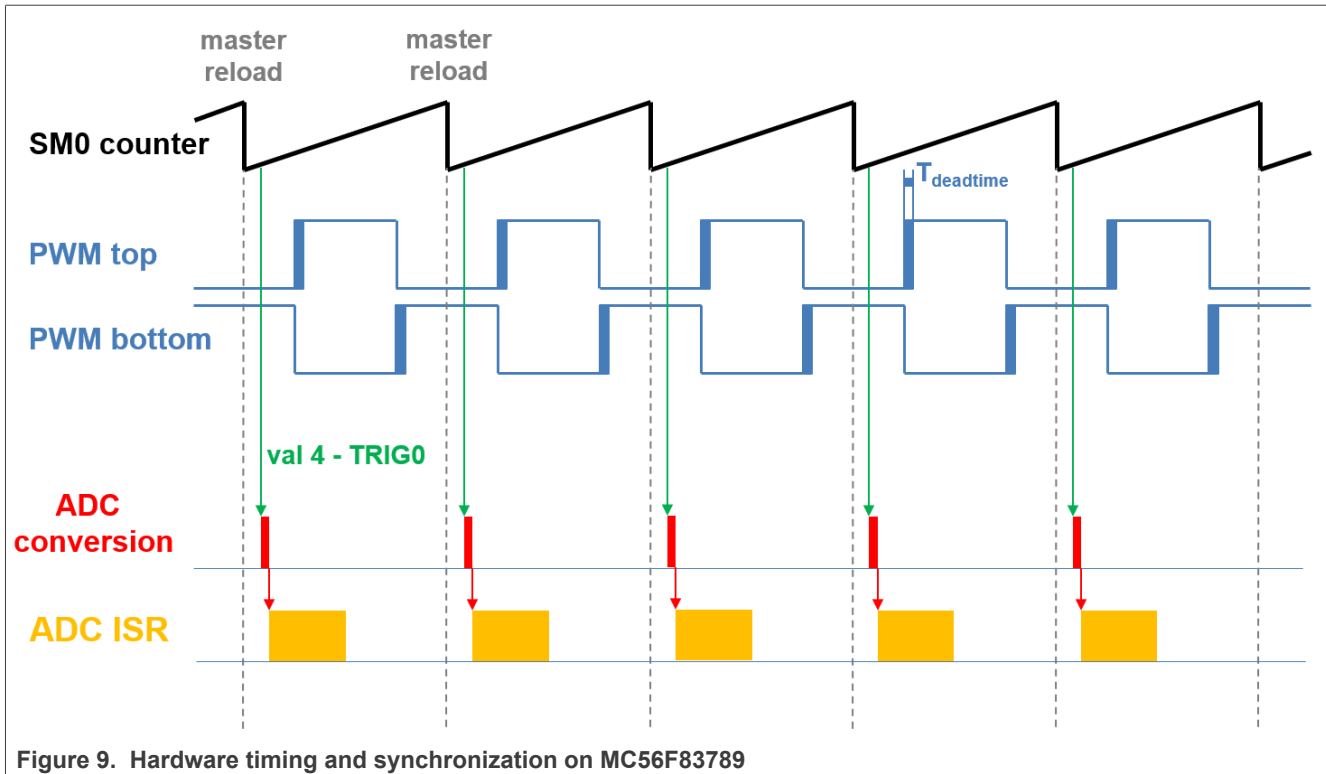 master
reload
master
reload
SM0 counter
Tdeadtime
PWM top
PWM bottom
val 4 - TRIG0
ADC
conversion
ADC ISR
Figure 9. Hardware timing and synchronization on MC56F83789